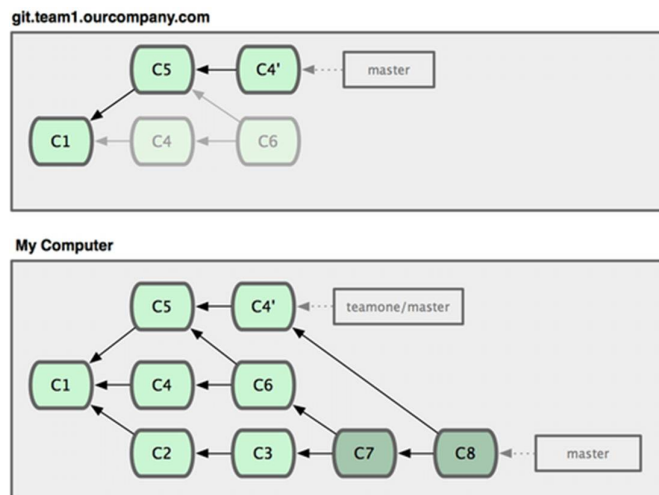 git.team1.ourcompany.com
C5 C4' master
C1 C4 C6
My Computer
C5 C4' teamone/master
C1 C4 C6
C2 C3 C7 C8 master